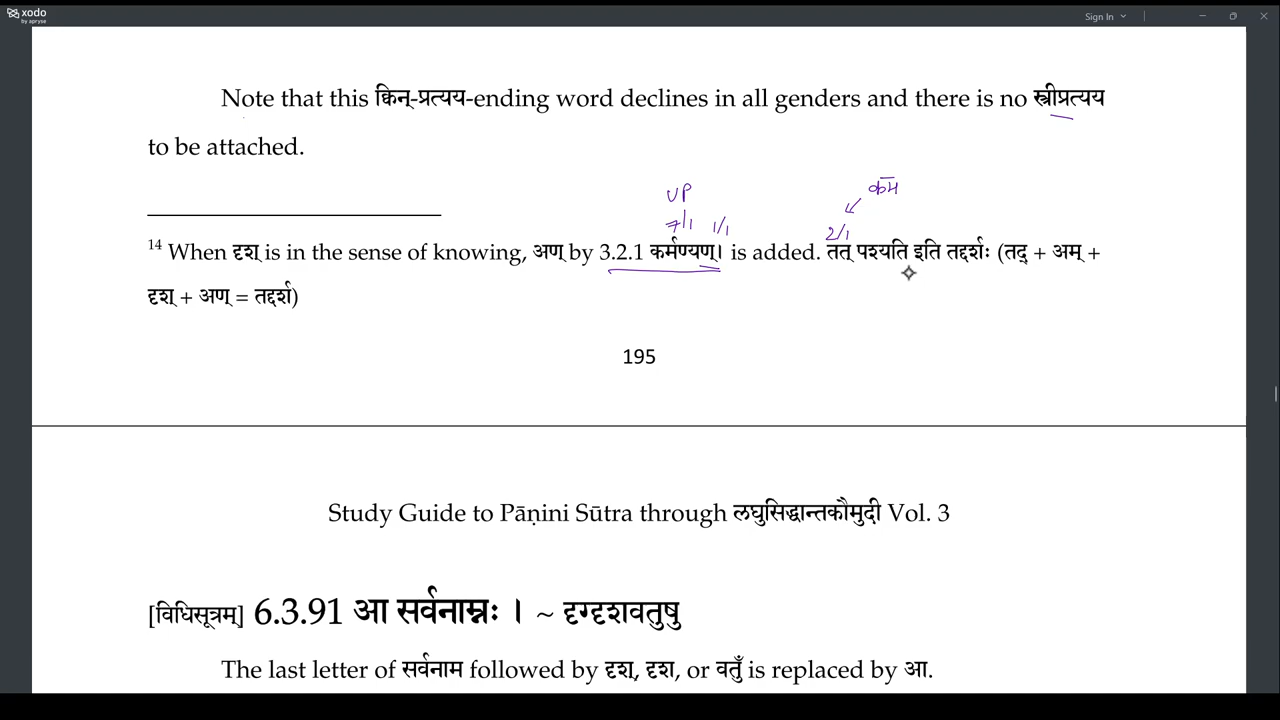 xodo
by apryse
Sign In
Note that this क्विन्-प्रत्यय-ending word declines in all genders and there is no स्त्रीप्रत्यय
to be attached.
UP
कर्म
7/1 1/1
2/1
14 When दृश् is in the sense of knowing, अण् by 3.2.1 कर्मण्यण्। is added. तत् पश्यति इति तद्दर्शः (तद् + अम् +
दृश् + अण् = तद्दर्श)
195
Study Guide to Pāṇini Sūtra through लघुसिद्धान्तकौमुदी Vol. 3
[विधिसूत्रम्] 6.3.91 आ सर्वनाम्नः । ~ दृग्दृशवतुषु
The last letter of सर्वनाम followed by दृश्, दृश, or वतुँ is replaced by आ.